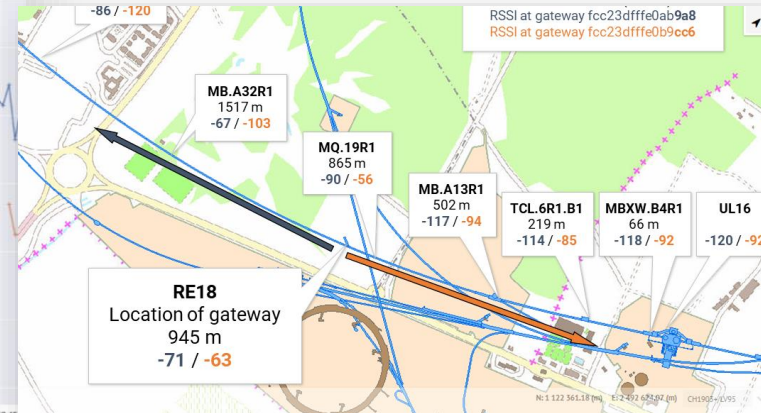 -86 / -120
RSSI at gateway fcc23dfffe0ab9a8
RSSI at gateway fcc23dfffe0b9cc6
MB.A32R1
1517 m
-67 / -103
MQ.19R1
865 m
-90 / -56
MB.A13R1
502 m
-117 / -94
TCL.6R1.B1
219 m
-114 / -85
MBXW.B4R1
66 m
-118 / -92
UL16
-120 / -92
RE18
Location of gateway
945 m
-71 / -63
N: 1 122 361.18 (m) E: 2 492 624.07 (m) CH1903+ LV95